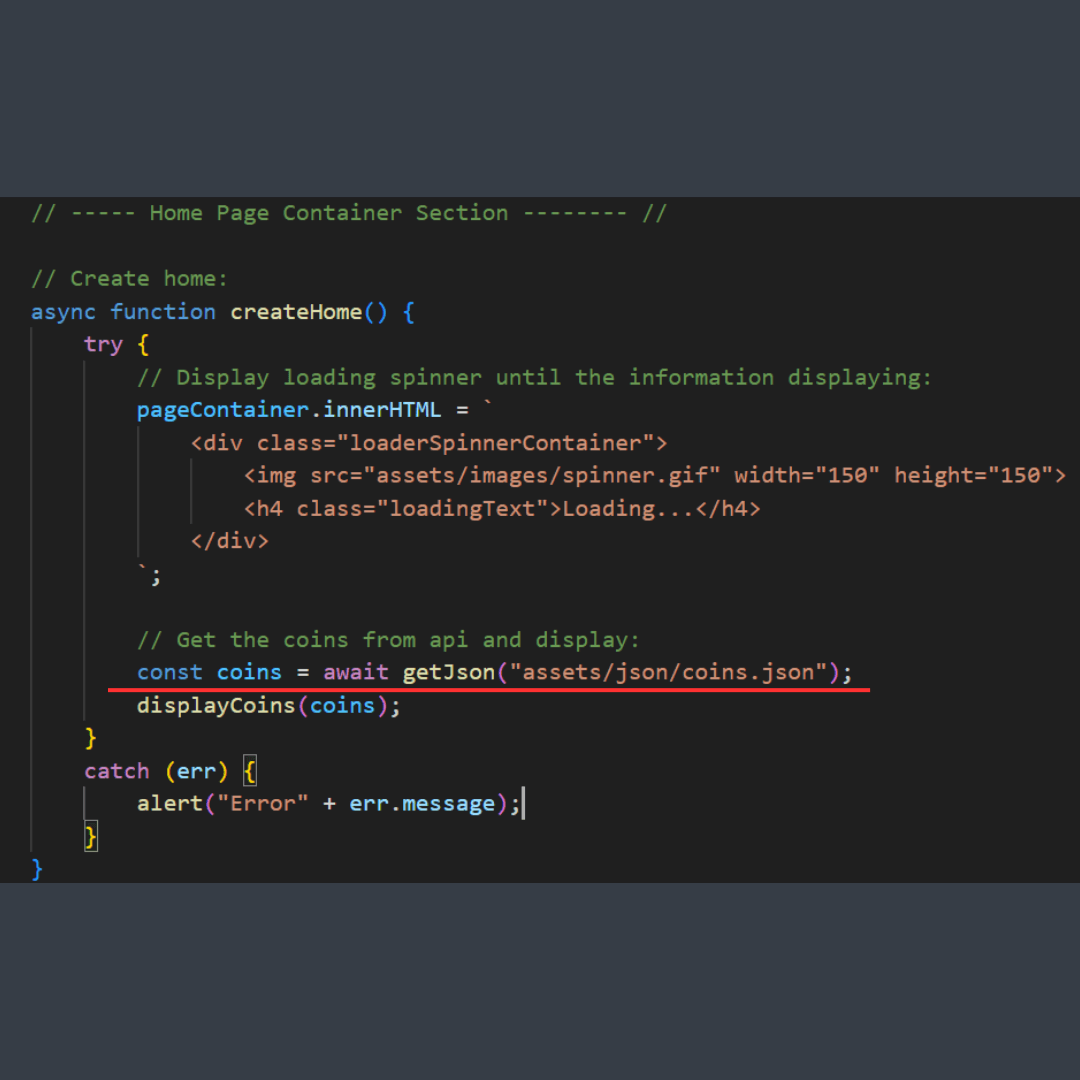 // ----- Home Page Container Section -------- //
// Create home:
async function createHome() {
try {
// Display loading spinner until the information displaying:
pageContainer.innerHTML = `
<div class="loaderSpinnerContainer">
<img src="assets/images/spinner.gif" width="150" height="150">
<h4 class="loadingText">Loading...</h4>
</div>
`;
// Get the coins from api and display:
const coins = await getJson("assets/json/coins.json");
displayCoins(coins);
}
catch (err) {
alert("Error" + err.message);
}
}